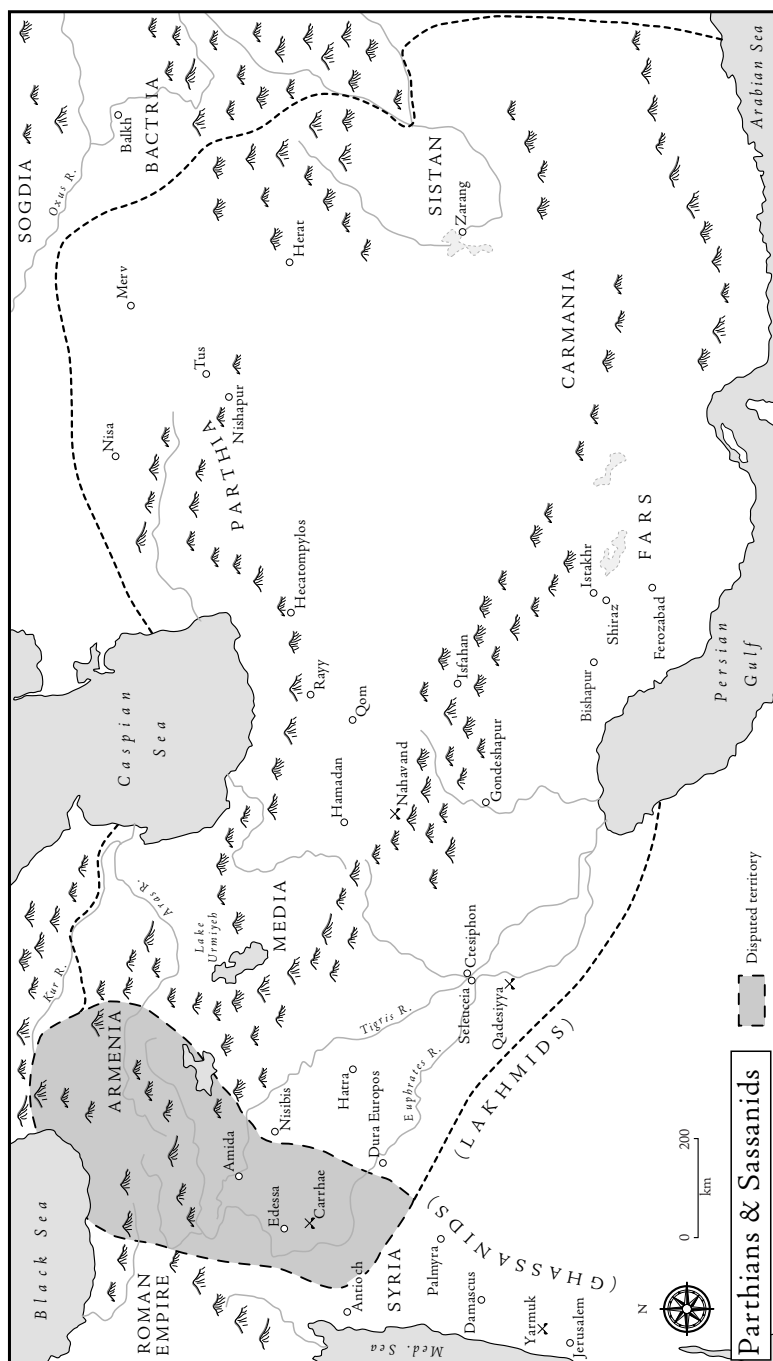 Black Sea
Caspian
Sea
SOGDIA
Oxus R.
Balkh
BACTRIA
Merv
Nisa
Tus
Nishapur
PARTHIA
Herat
Hecatompylos
Rayy
Qom
Hamadan
Nahavand
Isfahan
Gondeshapur
SISTAN
Zarang
CARMANIA
Istakhr
Shiraz
Bishapur
Ferozabad
FARS
Persian
Gulf
Arabian Sea
Kur R.
Aras R.
ARMENIA
Lake
Urmiyeh
MEDIA
ROMAN
EMPIRE
Amida
Nisibis
Edessa
Carrhae
Hatra
Tigris R.
Dura Europos
Euphrates R.
Seleuceia
Ctesiphon
Qadesiyya
Antioch
SYRIA
Palmyra
Damascus
Yarmuk
Jerusalem
Med. Sea
(GHASSANIDS)
(LAKHMIDS)
N
0
200
km
Parthians & Sassanids
Disputed territory